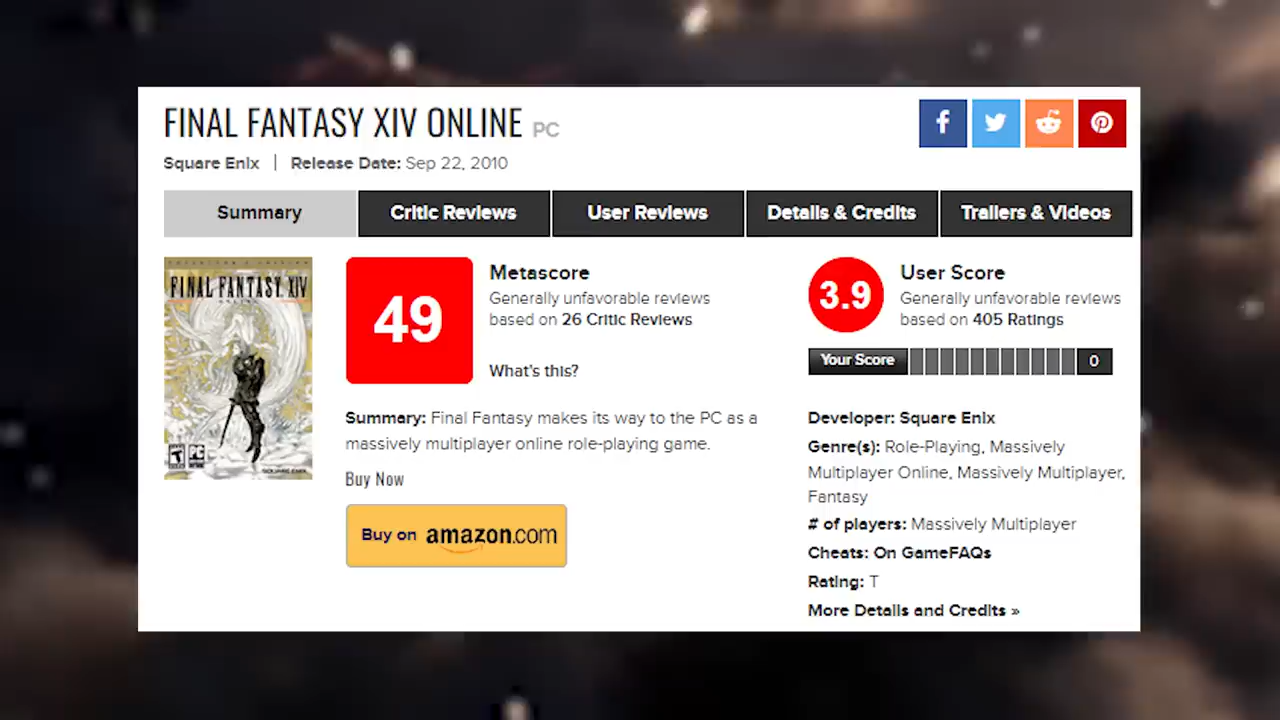 FINAL FANTASY XIV ONLINE PC
Square Enix | Release Date: Sep 22, 2010
Summary
Critic Reviews
User Reviews
Details & Credits
Trailers & Videos
FINAL FANTASY XIV
49
Metascore
Generally unfavorable reviews
based on 26 Critic Reviews
What's this?
3.9
User Score
Generally unfavorable reviews
based on 405 Ratings
Your Score
0
Summary: Final Fantasy makes its way to the PC as a
massively multiplayer online role-playing game.
Buy Now
Buy on amazon.com
Developer: Square Enix
Genre(s): Role-Playing, Massively
Multiplayer Online, Massively Multiplayer,
Fantasy
# of players: Massively Multiplayer
Cheats: On GameFAQs
Rating: T
More Details and Credits »